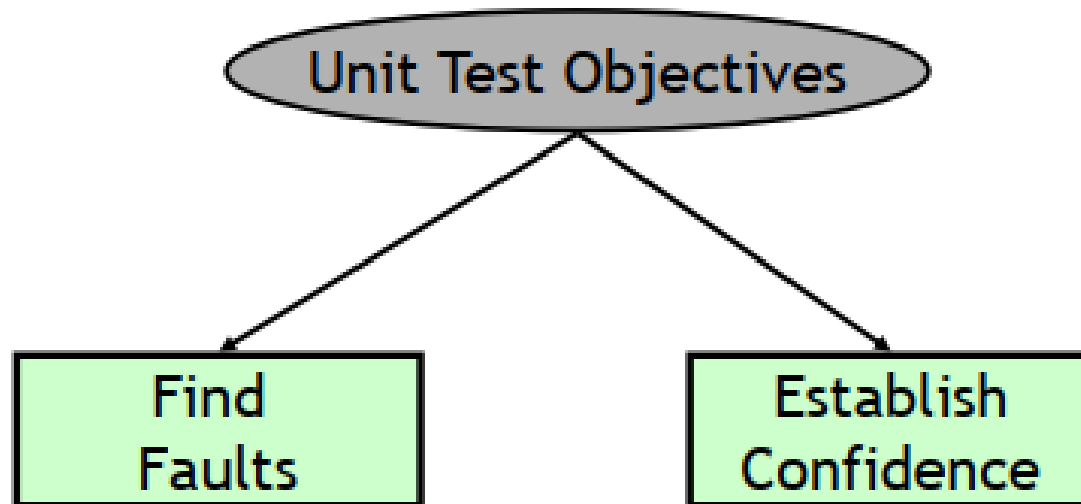 Unit Test Objectives
Find
Faults
Establish
Confidence